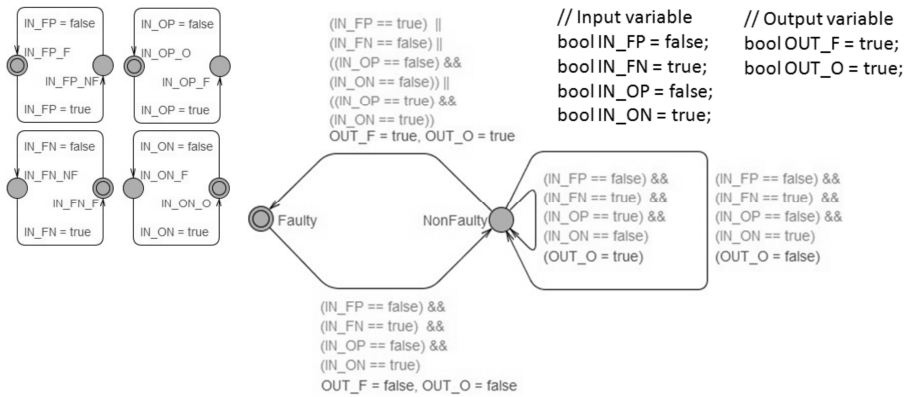 IN_FP = false
IN_FP_F
IN_FP_NF
IN_FP = true
IN_OP = false
IN_OP_O
IN_OP_F
IN_OP = true
IN_FN = false
IN_FN_NF
IN_FN_F
IN_FN = true
IN_ON = false
IN_ON_F
IN_ON_O
IN_ON = true
(IN_FP == true) ||
(IN_FN == false) ||
((IN_OP == false) &&
(IN_ON == false)) ||
((IN_OP == true) &&
(IN_ON == true))
OUT_F = true, OUT_O = true
// Input variable
bool IN_FP = false;
bool IN_FN = true;
bool IN_OP = false;
bool IN_ON = true;
// Output variable
bool OUT_F = true;
bool OUT_O = true;
Faulty
NonFaulty
(IN_FP == false) &&
(IN_FN == true) &&
(IN_OP == true) &&
(IN_ON == false)
(OUT_O = true)
(IN_FP == false) &&
(IN_FN == true) &&
(IN_OP == false) &&
(IN_ON == true)
(OUT_O = false)
(IN_FP == false) &&
(IN_FN == true) &&
(IN_OP == false) &&
(IN_ON == true)
OUT_F = false, OUT_O = false